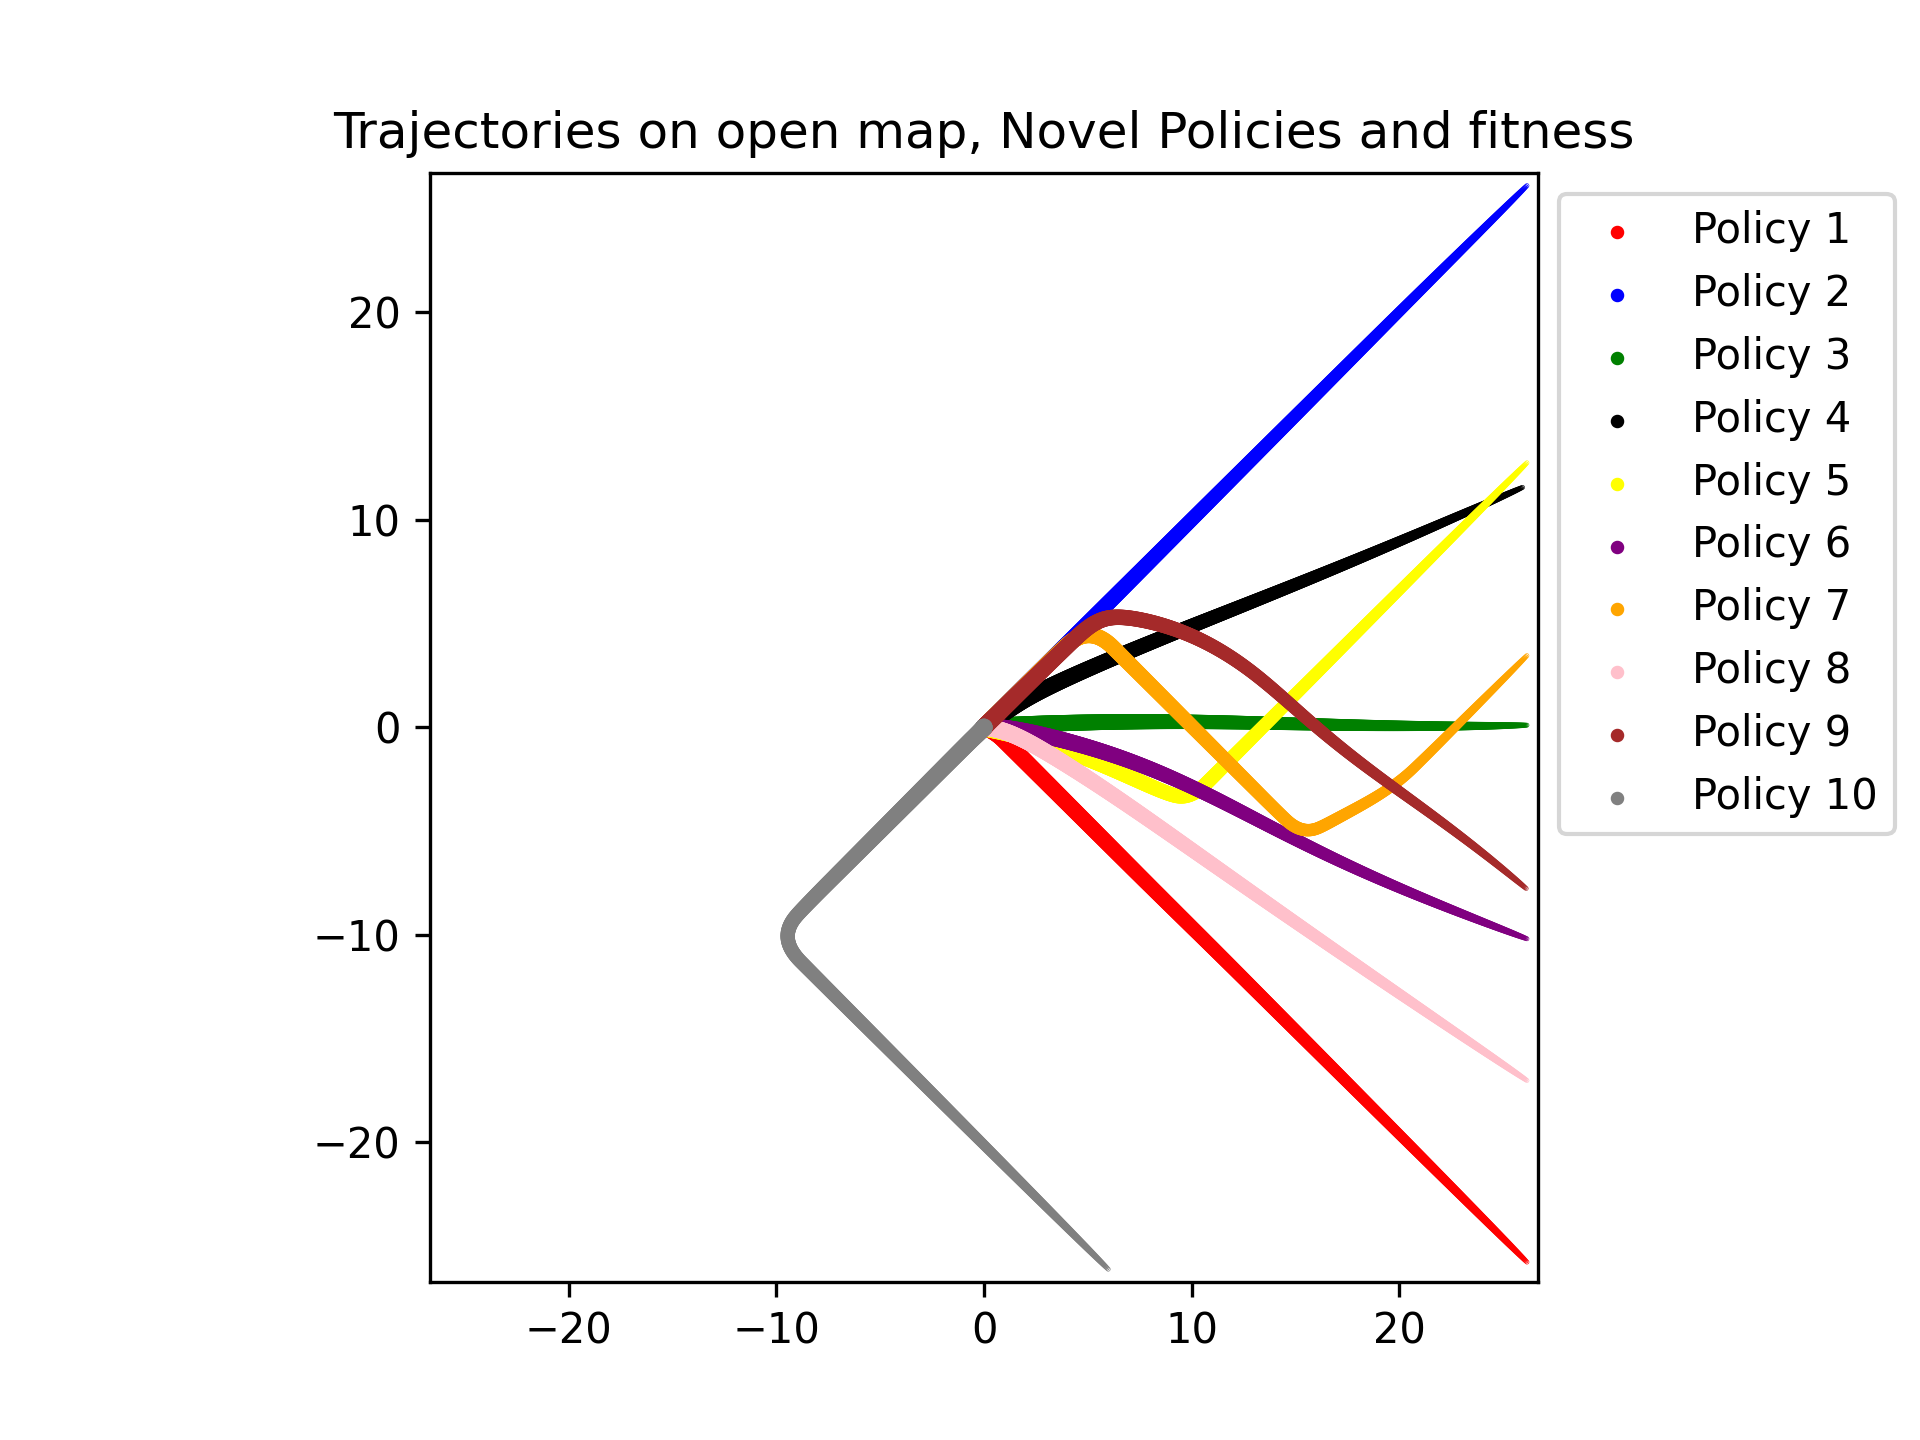 Trajectories on open map, Novel Policies and fitness
20
10
0
−10
−20
−20 −10 0 10 20
Policy 1
Policy 2
Policy 3
Policy 4
Policy 5
Policy 6
Policy 7
Policy 8
Policy 9
Policy 10